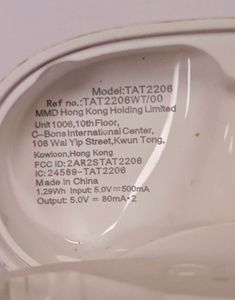 Model:TAT2206
Ref no.:TAT2206WT/00
MMD Hong Kong Holding Limited
Unit 1006,10th Floor,
C-Bons International Center,
108 Wai Yip Street,Kwun Tong,
Kowloon,Hong Kong
FCC ID: 2AR2STAT2206
IC: 24589-TAT2206
Made in China
1.29Wh Input: 5.0V=500mA
Output: 5.0V = 80mA*2